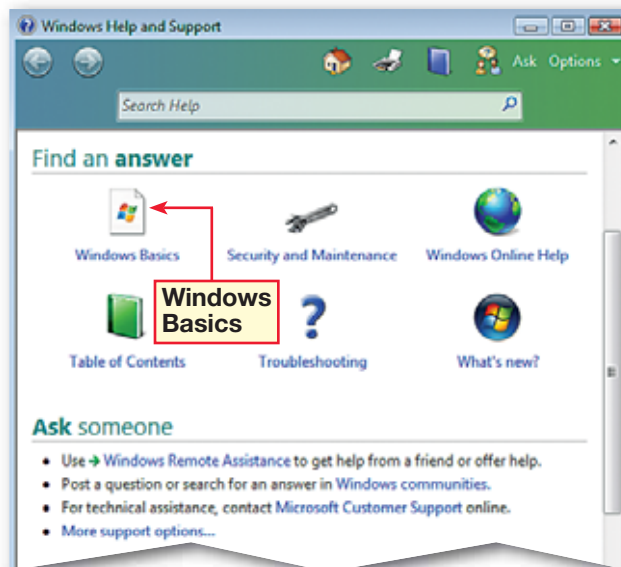 Windows Help and Support
Ask Options
Search Help
Find an answer
Windows Basics Security and Maintenance Windows Online Help
Windows
Basics
Table of Contents Troubleshooting What's new?
Ask someone
• Use → Windows Remote Assistance to get help from a friend or offer help.
• Post a question or search for an answer in Windows communities.
• For technical assistance, contact Microsoft Customer Support online.
• More support options...